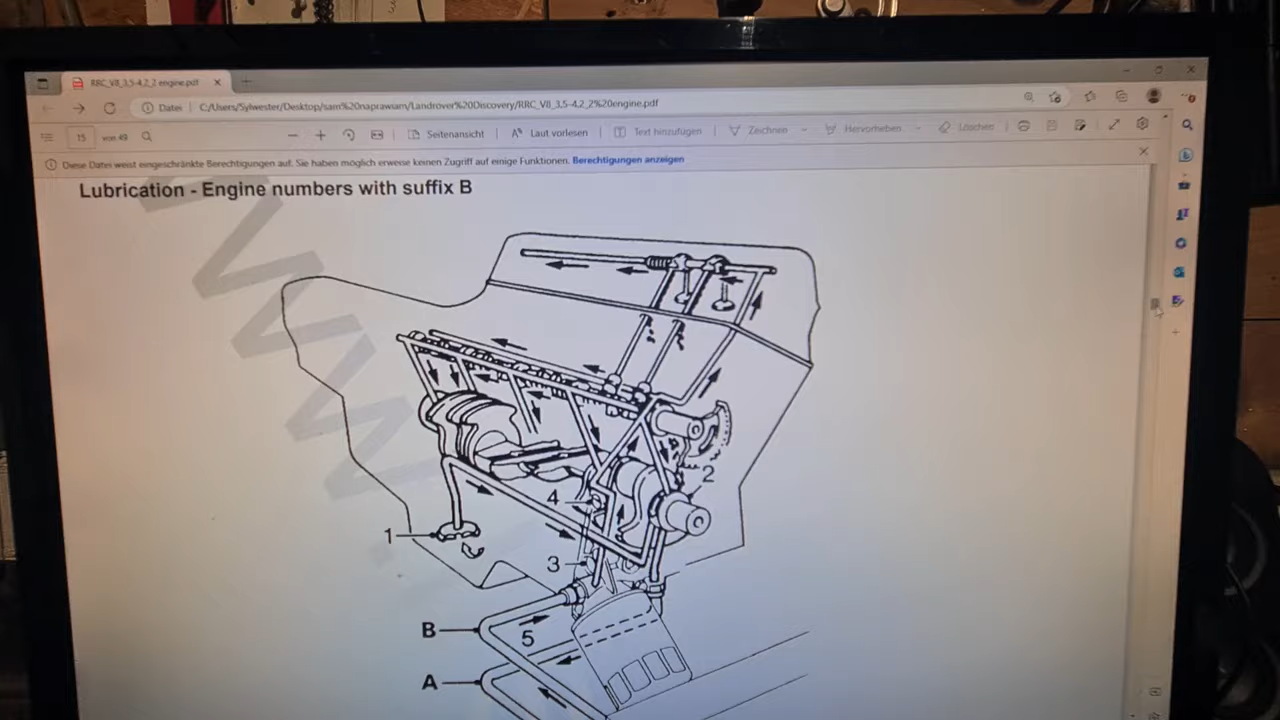 RRC_V8_3,5-4,2_2 engine.pdf
Datei
C:/Users/Sylwester/Desktop/sam%20naprawiam/Landrover%20Discovery/RRC_V8_3,5-4,2_2%20engine.pdf
15 von 49
Seitenansicht
Laut vorlesen
Text hinzufügen
Zeichnen
Hervorheben
Löschen
Diese Datei weist eingeschränkte Berechtigungen auf. Sie haben möglich erweise keinen Zugriff auf einige Funktionen. Berechtigungen anzeigen
Lubrication - Engine numbers with suffix B
2
4
1
3
B
5
A